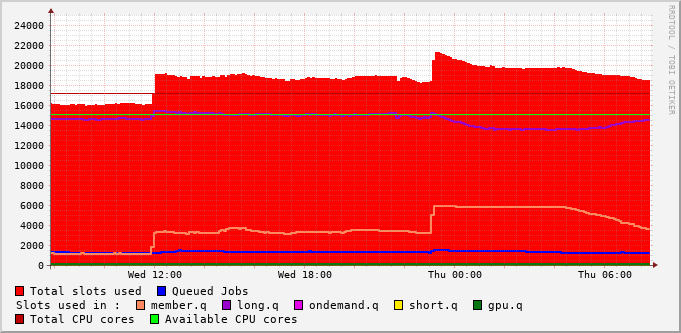 RRDTOOL / TOBI OETIKER
24000
22000
20000
18000
16000
14000
12000
10000
8000
6000
4000
2000
0
Wed 12:00 Wed 18:00 Thu 00:00 Thu 06:00
Total slots used Queued Jobs
Slots used in : member.q long.q ondemand.q short.q gpu.q
Total CPU cores Available CPU cores